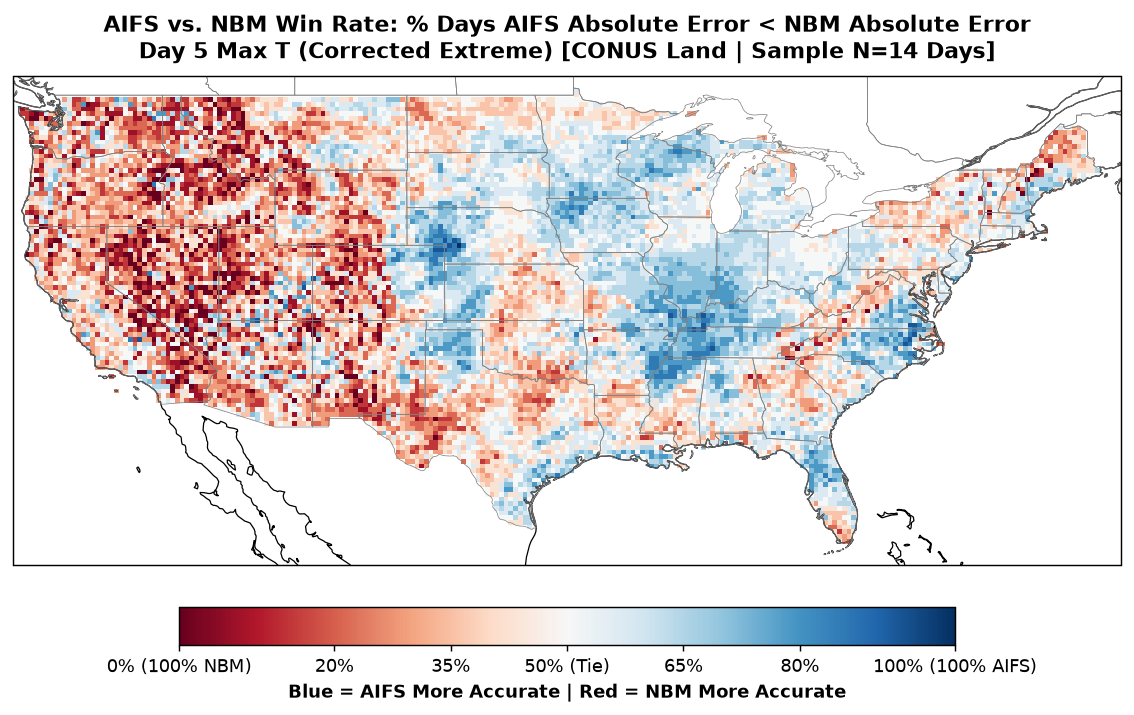 AIFS vs. NBM Win Rate: % Days AIFS Absolute Error < NBM Absolute Error
Day 5 Max T (Corrected Extreme) [CONUS Land | Sample N=14 Days]
0% (100% NBM) 20% 35% 50% (Tie) 65% 80% 100% (100% AIFS)
Blue = AIFS More Accurate | Red = NBM More Accurate